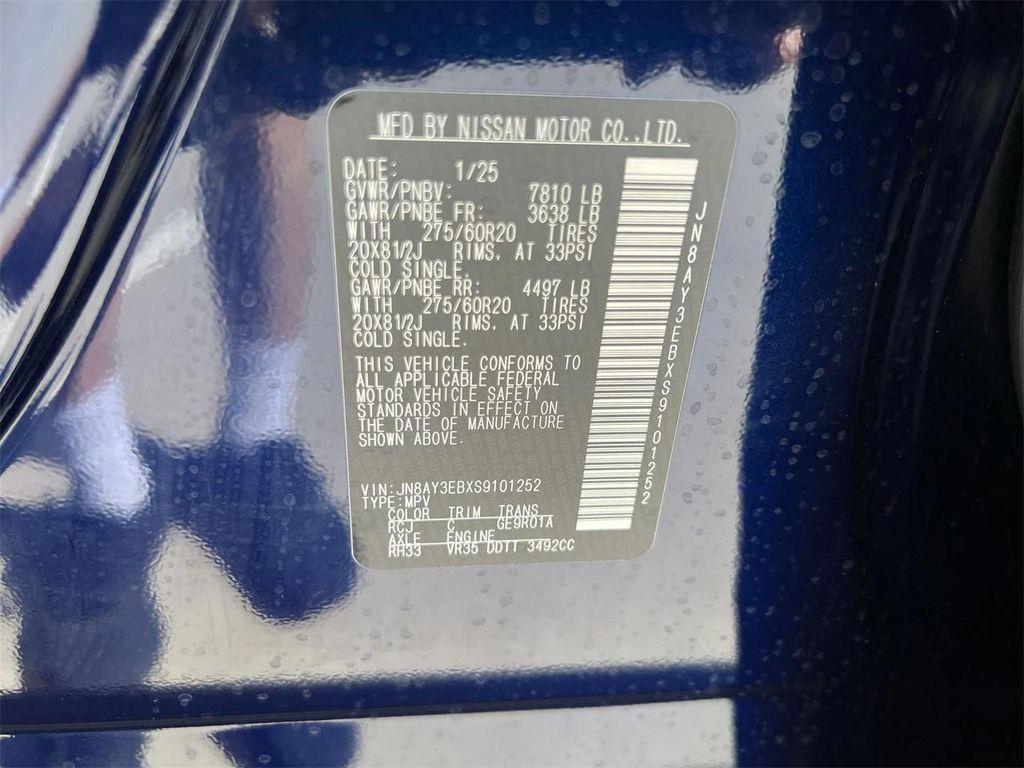 MFD BY NISSAN MOTOR CO.,LTD.
DATE: 1/25
GVWR/PNBV: 7810 LB
GAWR/PNBE FR: 3638 LB
WITH 275/60R20 TIRES
20X81/2J RIMS, AT 33PSI
COLD SINGLE.
GAWR/PNBE RR: 4497 LB
WITH 275/60R20 TIRES
20X81/2J RIMS, AT 33PSI
COLD SINGLE.
THIS VEHICLE CONFORMS TO
ALL APPLICABLE FEDERAL
MOTOR VEHICLE SAFETY
STANDARDS IN EFFECT ON
THE DATE OF MANUFACTURE
SHOWN ABOVE.
VIN:JN8AY3EBXS9101252
TYPE:MPV
COLOR TRIM TRANS
RCJ C GE9R01A
AXLE ENGINE
RH33 VR35 DDTT 3492CC
JN8AY3EBXS9101252